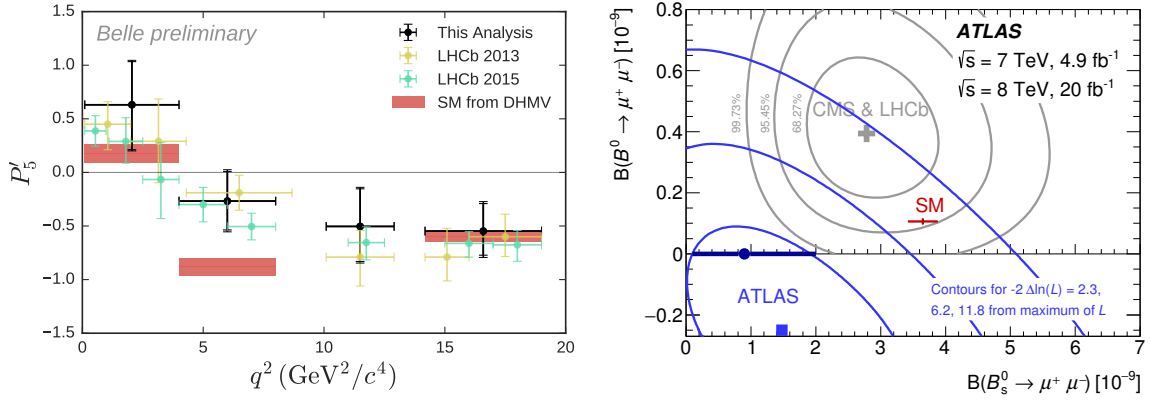 Belle preliminary
This Analysis
LHCb 2013
LHCb 2015
SM from DHMV
1.5
1.0
0.5
0.0
−0.5
−1.0
−1.5
P′₅
0 5 10 15 20
q² (GeV²/c⁴)
B(B⁰ → μ⁺ μ⁻) [10⁻⁹]
0.8
0.6
0.4
0.2
0
−0.2
ATLAS
√s = 7 TeV, 4.9 fb⁻¹
√s = 8 TeV, 20 fb⁻¹
CMS & LHCb
99.73%
95.45%
68.27%
SM
ATLAS
Contours for -2 Δln(L) = 2.3,
6.2, 11.8 from maximum of L
0 1 2 3 4 5 6 7
B(B⁰ₛ → μ⁺ μ⁻) [10⁻⁹]